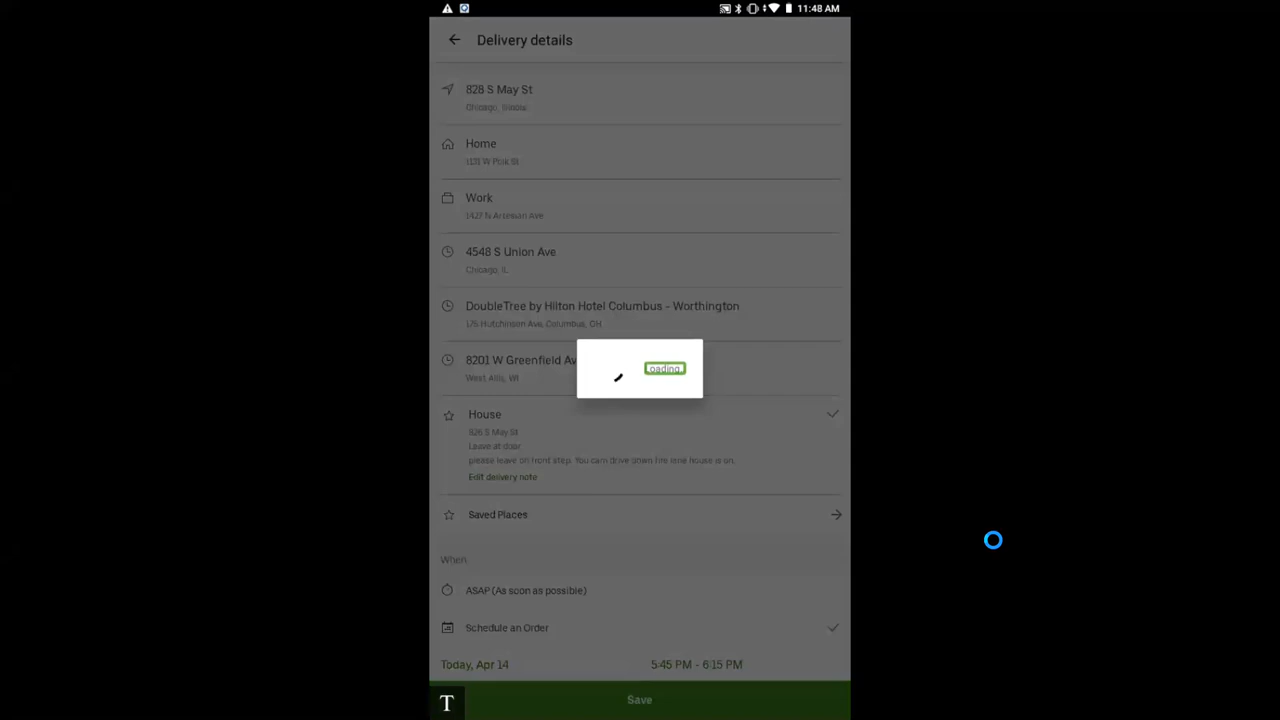 11:48 AM
Delivery details
828 S May St
Chicago, Illinois
Home
1131 W Polk St
Work
1427 N Artesian Ave
4548 S Union Ave
Chicago, IL
DoubleTree by Hilton Hotel Columbus - Worthington
175 Hutchinson Ave, Columbus, OH
8201 W Greenfield Av
West Allis, WI
Loading
House
826 S May St
Leave at door
please leave on front step. You can drive down the lane house is on.
Edit delivery note
Saved Places
When
ASAP (As soon as possible)
Schedule an Order
Today, Apr 14
5:45 PM - 6:15 PM
T
Save